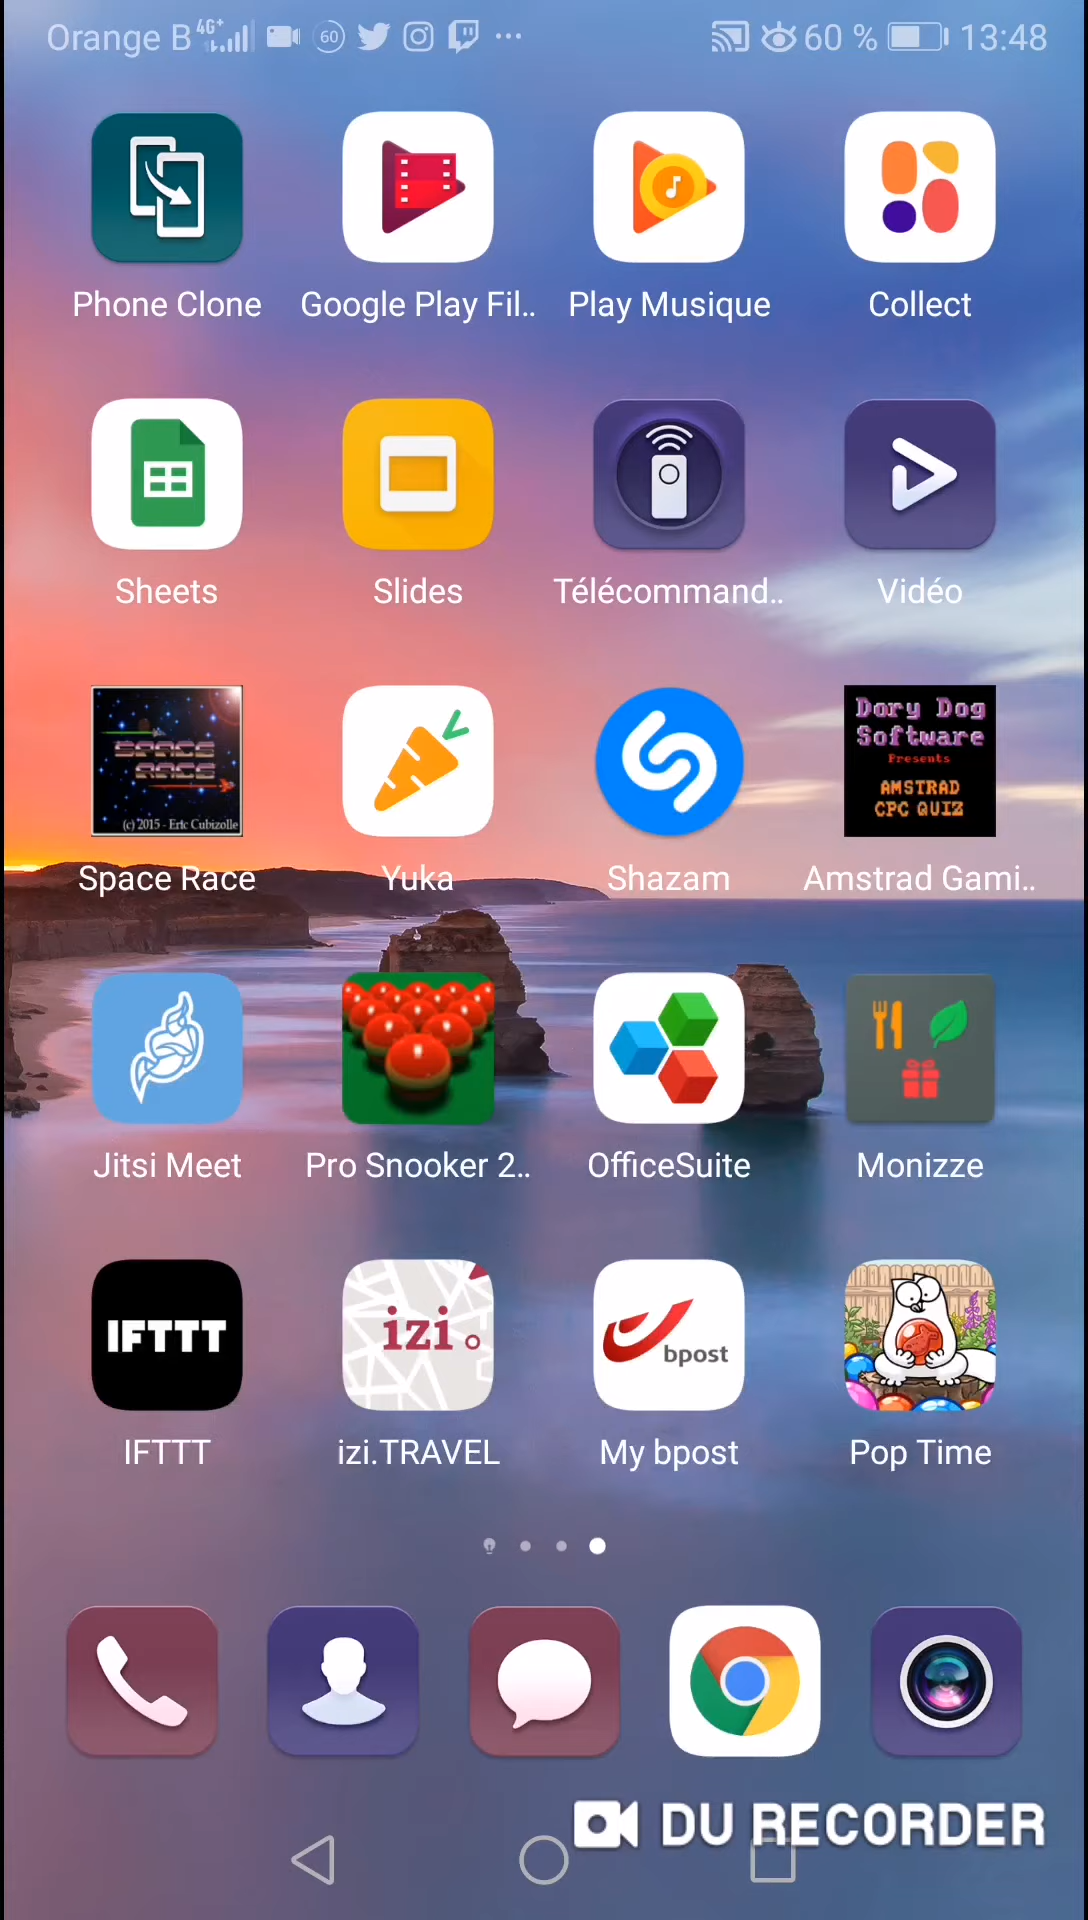 Orange B 4G+ 60 60 % 13:48
Phone Clone Google Play Fil.. Play Musique Collect
Sheets Slides Télécommand.. Vidéo
SPACE RACE
(c) 2015 - Eric Cubizolle
Dory Dog
Software
Presents
AMSTRAD
CPC QUIZ
Space Race Yuka Shazam Amstrad Gami..
Jitsi Meet Pro Snooker 2.. OfficeSuite Monizze
IFTTT izi. bpost
IFTTT izi.TRAVEL My bpost Pop Time
DU RECORDER